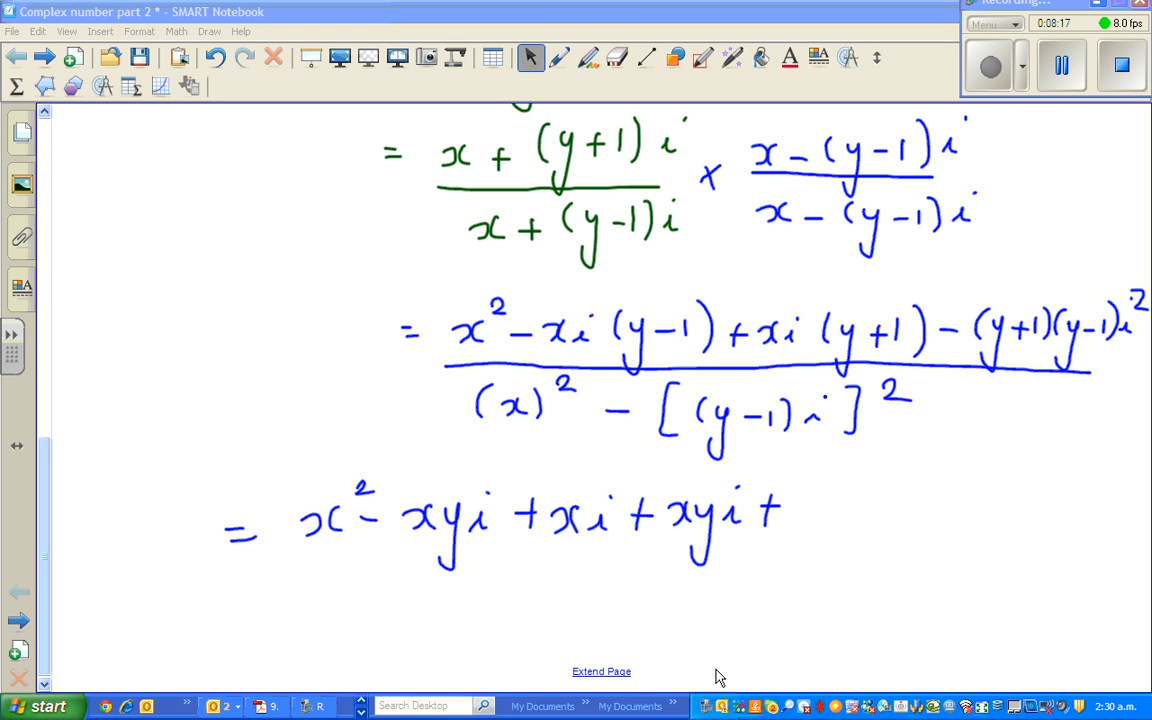 Complex number part 2 * - SMART Notebook
Recording...
File Edit View Insert Format Math Draw Help
Menu 0:08:17 8.0 fps
= x + (y+1)i / x + (y-1)i × x - (y-1)i / x - (y-1)i
= x² - xi(y-1) + xi(y+1) - (y+1)(y-1)i² / (x)² - [(y-1)i]²
= x² - xyi + xi + xyi +
Extend Page
start O 2 9. R Search Desktop My Documents » My Documents » 2:30 a.m.